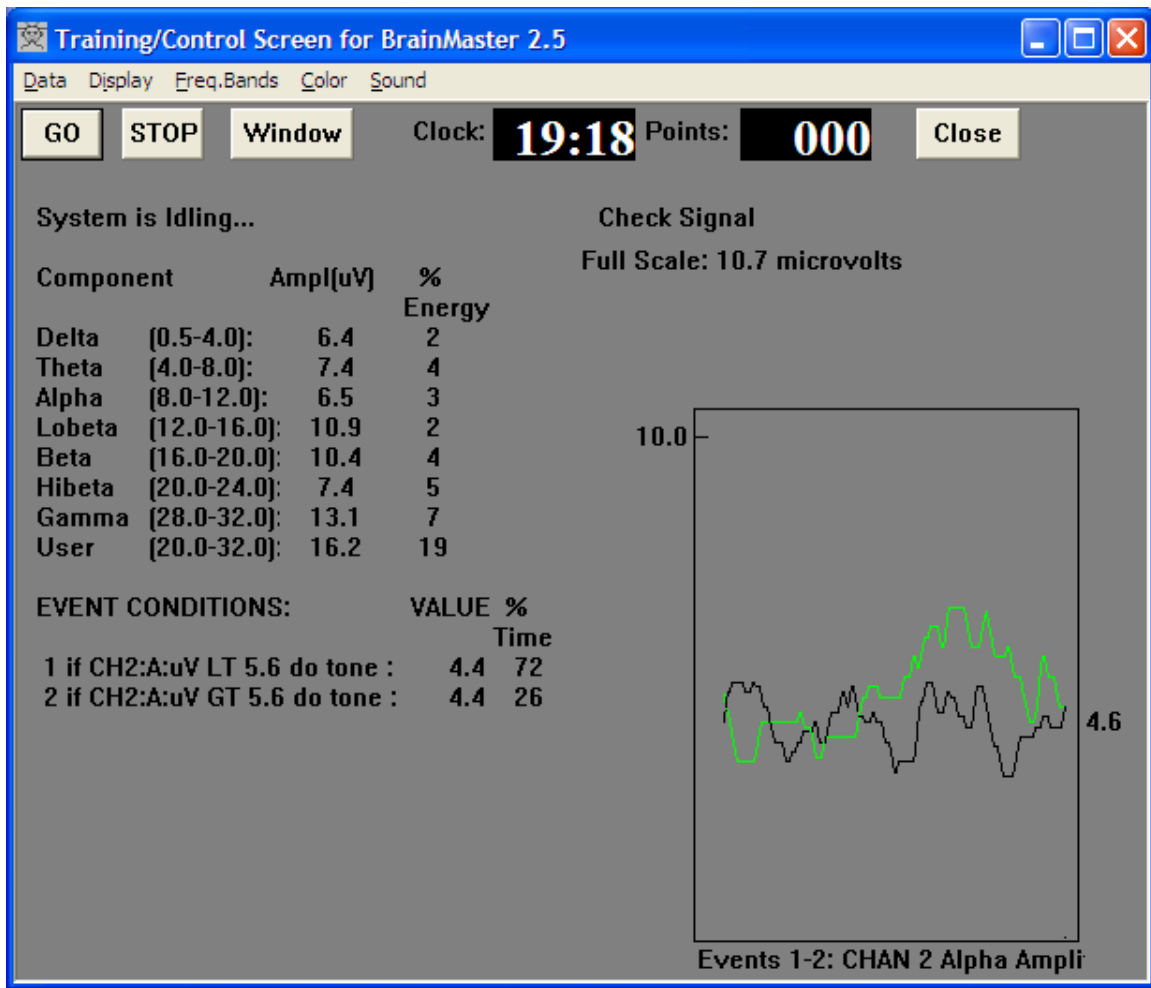 Training/Control Screen for BrainMaster 2.5
Data Display Freq.Bands Color Sound
GO STOP Window Clock: 19:18 Points: 000 Close
System is Idling... Check Signal
Full Scale: 10.7 microvolts
Component Ampl(uV) %
Energy
Delta (0.5-4.0): 6.4 2
Theta (4.0-8.0): 7.4 4
Alpha (8.0-12.0): 6.5 3
Lobeta (12.0-16.0): 10.9 2
Beta (16.0-20.0): 10.4 4
Hibeta (20.0-24.0): 7.4 5
Gamma (28.0-32.0): 13.1 7
User (20.0-32.0): 16.2 19
EVENT CONDITIONS: VALUE %
Time
1 if CH2:A:uV LT 5.6 do tone : 4.4 72
2 if CH2:A:uV GT 5.6 do tone : 4.4 26
10.0
4.6
Events 1-2: CHAN 2 Alpha Ampli